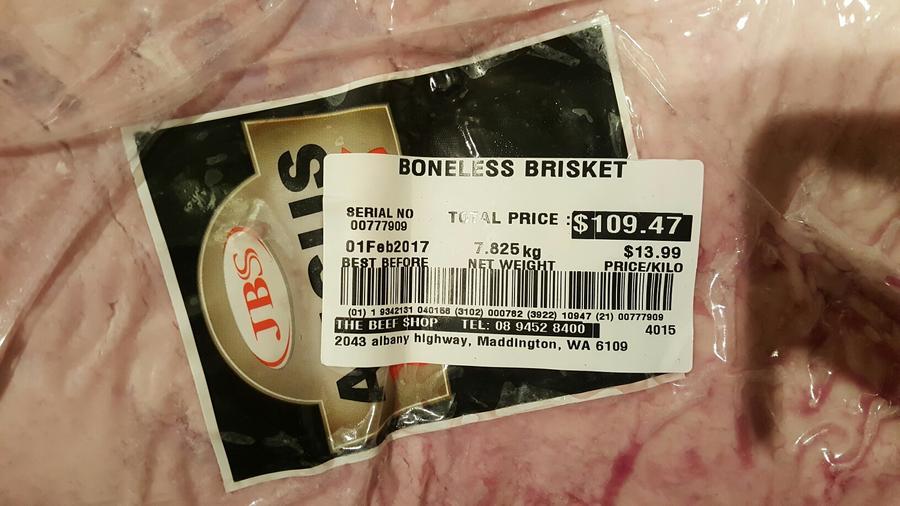 BONELESS BRISKET
SERIAL NO
00777909
TOTAL PRICE :$109.47
01Feb2017 7.825kg $13.99
BEST BEFORE NET WEIGHT PRICE/KILO
(01) 1 9342131 040158 (3102) 000782 (3922) 10947 (21) 00777909
THE BEEF SHOP TEL: 08 9452 8400 4015
2043 albany highway, Maddington, WA 6109
JBS